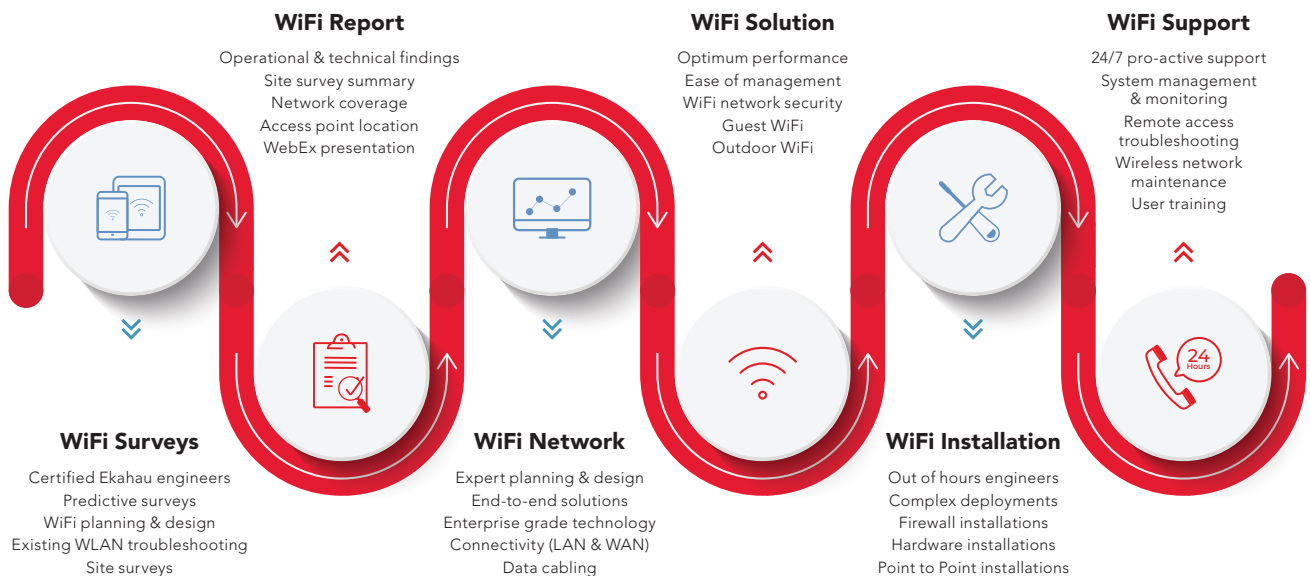 WiFi Report
Operational & technical findings
Site survey summary
Network coverage
Access point location
WebEx presentation
WiFi Solution
Optimum performance
Ease of management
WiFi network security
Guest WiFi
Outdoor WiFi
WiFi Support
24/7 pro-active support
System management
& monitoring
Remote access
troubleshooting
Wireless network
maintenance
User training
24
Hours
WiFi Surveys
Certified Ekahau engineers
Predictive surveys
WiFi planning & design
Existing WLAN troubleshooting
Site surveys
WiFi Network
Expert planning & design
End-to-end solutions
Enterprise grade technology
Connectivity (LAN & WAN)
Data cabling
WiFi Installation
Out of hours engineers
Complex deployments
Firewall installations
Hardware installations
Point to Point installations